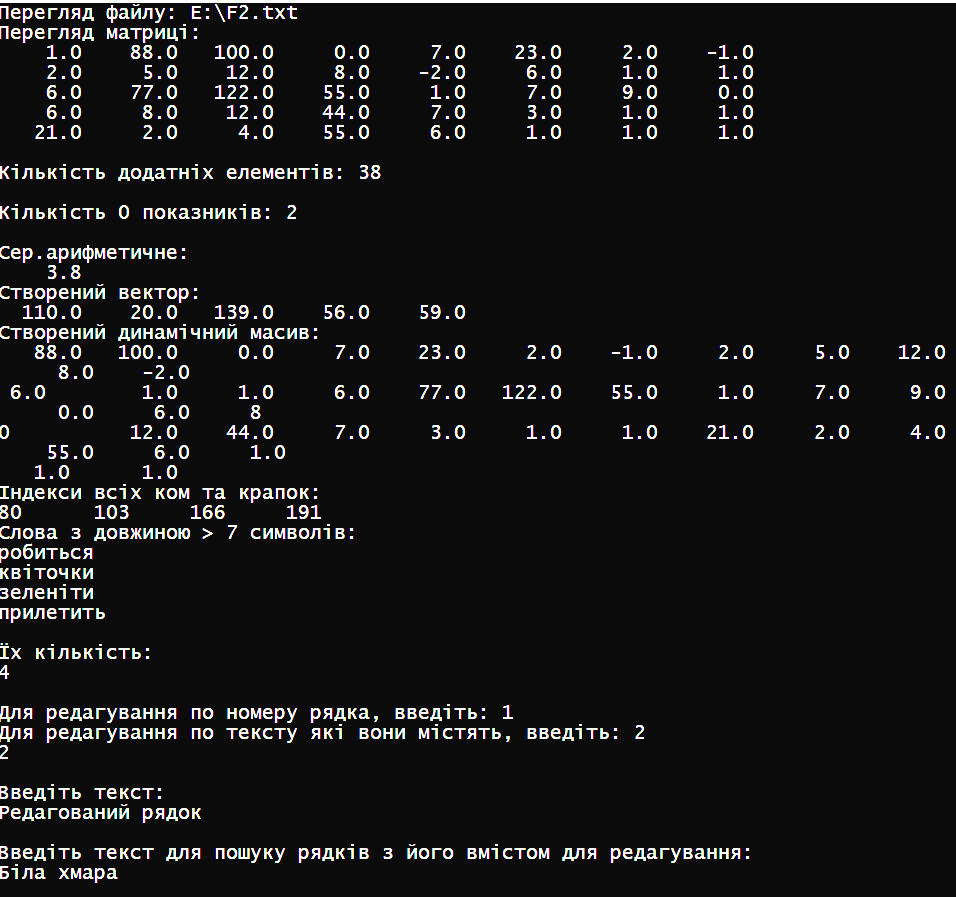 Перегляд файлу: E:\F2.txt
Перегляд матриці:
1.0 88.0 100.0 0.0 7.0 23.0 2.0 -1.0
2.0 5.0 12.0 8.0 -2.0 6.0 1.0 1.0
6.0 77.0 122.0 55.0 1.0 7.0 9.0 0.0
6.0 8.0 12.0 44.0 7.0 3.0 1.0 1.0
21.0 2.0 4.0 55.0 6.0 1.0 1.0 1.0
Кількість додатніх елементів: 38
Кількість 0 показників: 2
Сер.арифметичне:
3.8
Створений вектор:
110.0 20.0 139.0 56.0 59.0
Створений динамічний масив:
88.0 100.0 0.0 7.0 23.0 2.0 -1.0 2.0 5.0 12.0
8.0 -2.0
6.0 1.0 1.0 6.0 77.0 122.0 55.0 1.0 7.0 9.0
0.0 6.0 8
0 12.0 44.0 7.0 3.0 1.0 1.0 21.0 2.0 4.0
55.0 6.0 1.0
1.0 1.0
Індекси всіх ком та крапок:
80 103 166 191
Слова з довжиною > 7 символів:
робиться
квіточки
зеленіти
прилетить
Їх кількість:
4
Для редагування по номеру рядка, введіть: 1
Для редагування по тексту які вони містять, введіть: 2
2
Введіть текст:
Редагований рядок
Введіть текст для пошуку рядків з його вмістом для редагування:
Біла хмара